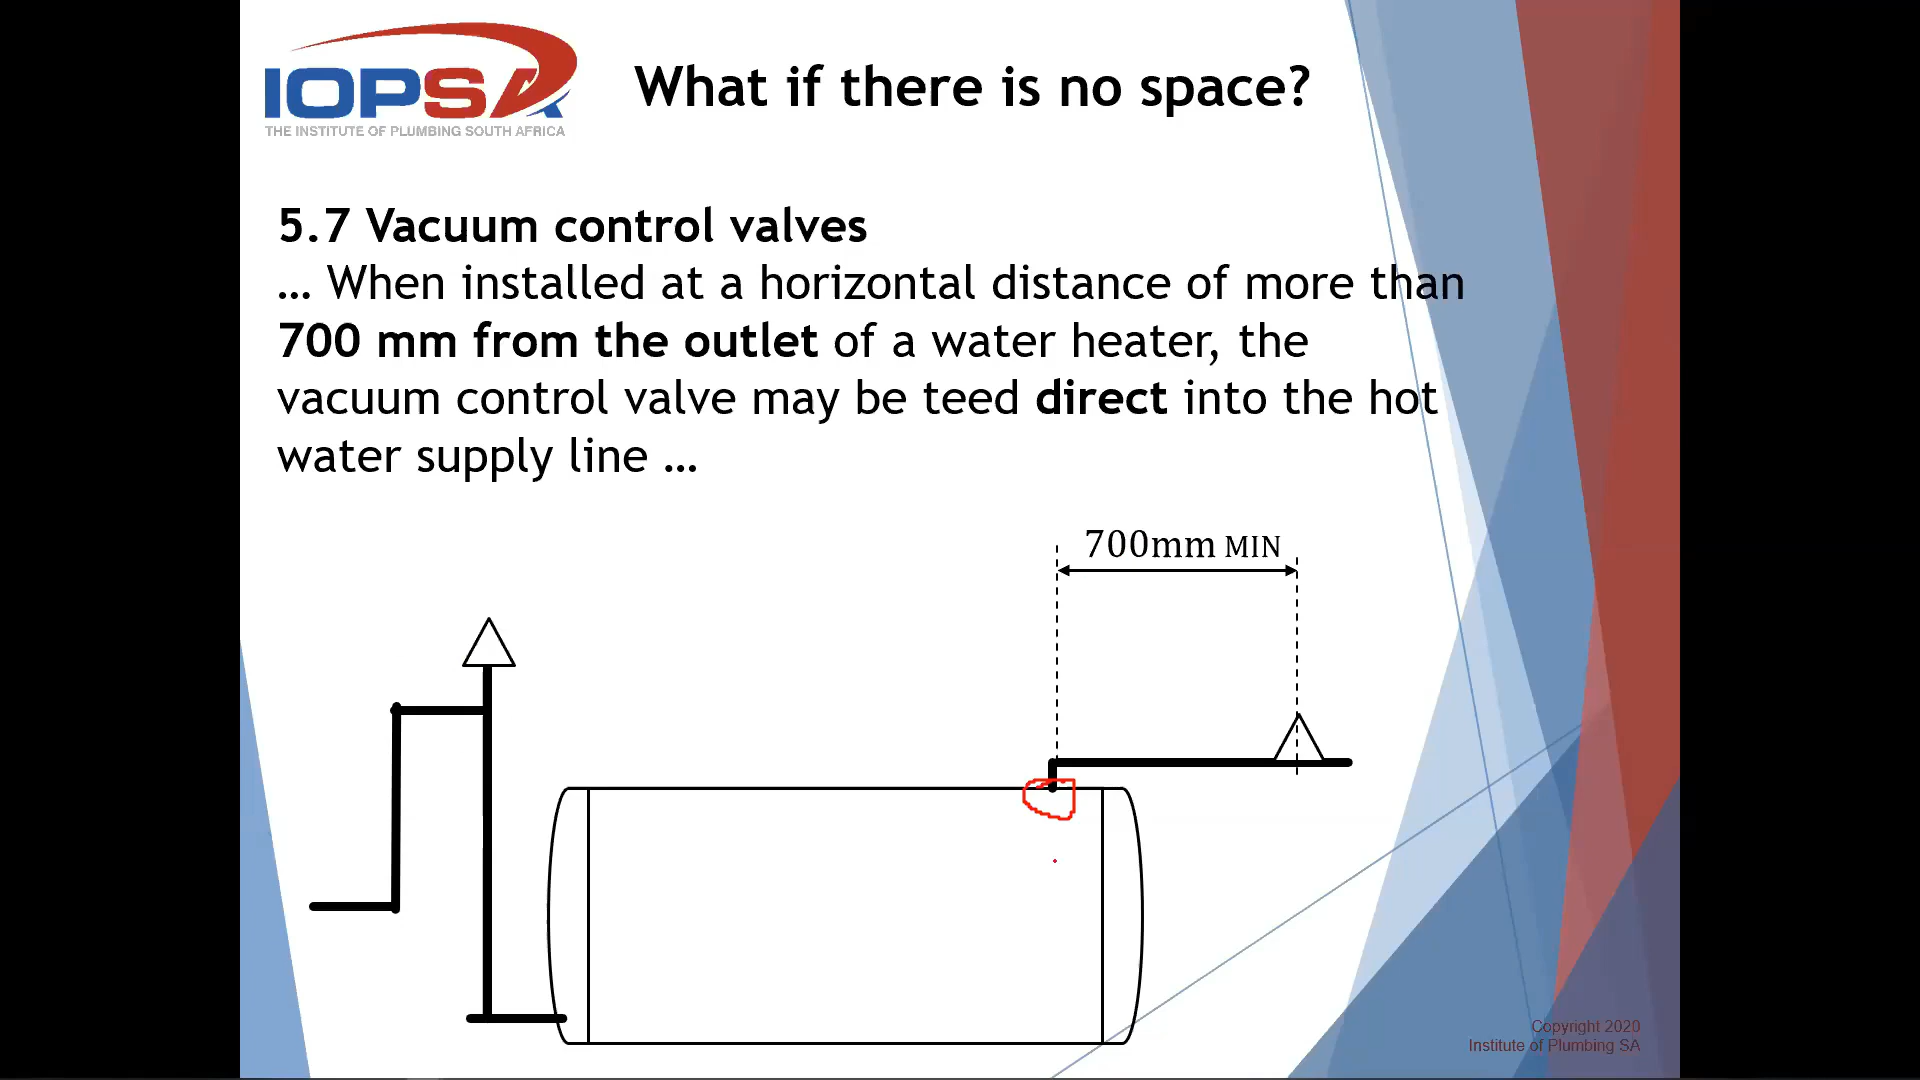 IOPSA
THE INSTITUTE OF PLUMBING SOUTH AFRICA
What if there is no space?
5.7 Vacuum control valves
... When installed at a horizontal distance of more than
700 mm from the outlet of a water heater, the
vacuum control valve may be teed direct into the hot
water supply line ...
700mm MIN
Copyright 2020
Institute of Plumbing SA